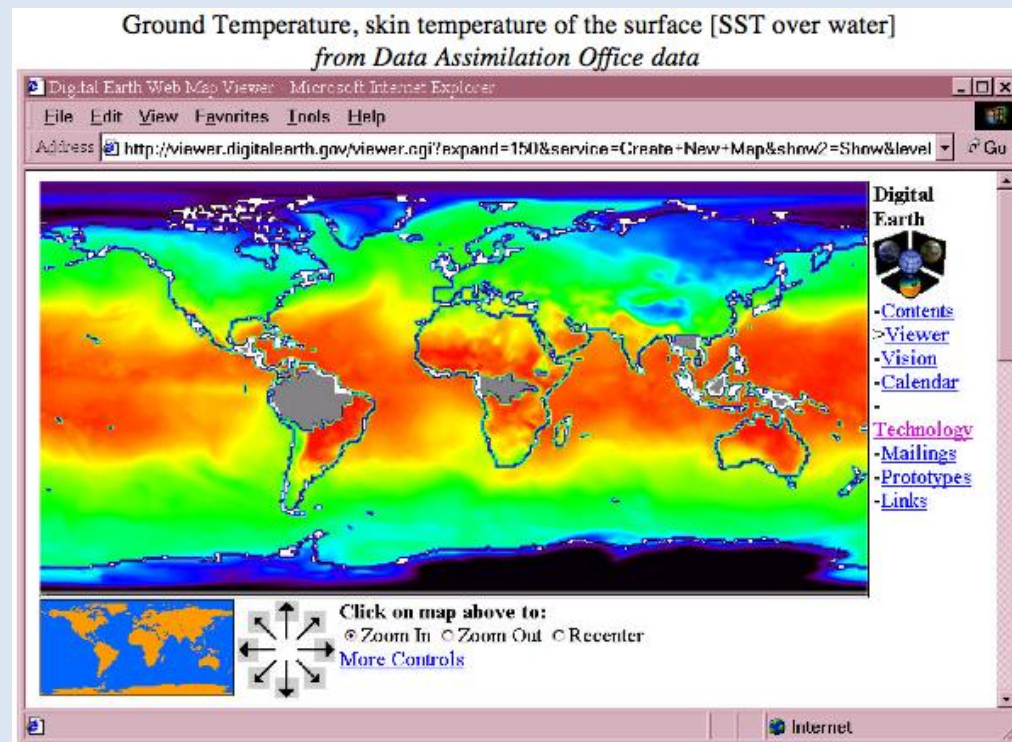 Ground Temperature, skin temperature of the surface [SST over water]
from Data Assimilation Office data
Digital Earth Web Map Viewer - Microsoft Internet Explorer
File Edit View Favorites Tools Help
Address http://viewer.digitalearth.gov/viewer.cgi?expand=150&service=Create+New+Map&show2=Show&level Go
Digital
Earth
-Contents
>Viewer
-Vision
-Calendar
-
Technology
-Mailings
-Prototypes
-Links
Click on map above to:
Zoom In Zoom Out Recenter
More Controls
Internet